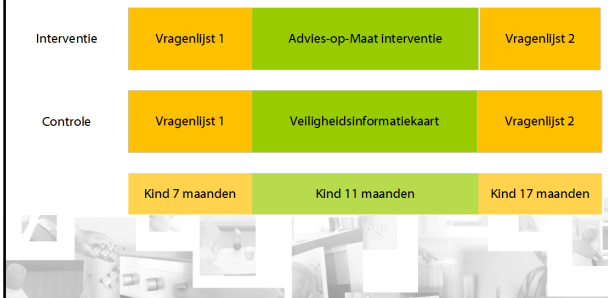 Interventie Vragenlijst 1 Advies-op-Maat interventie Vragenlijst 2
Controle Vragenlijst 1 Veiligheidsinformatiekaart Vragenlijst 2
Kind 7 maanden Kind 11 maanden Kind 17 maanden